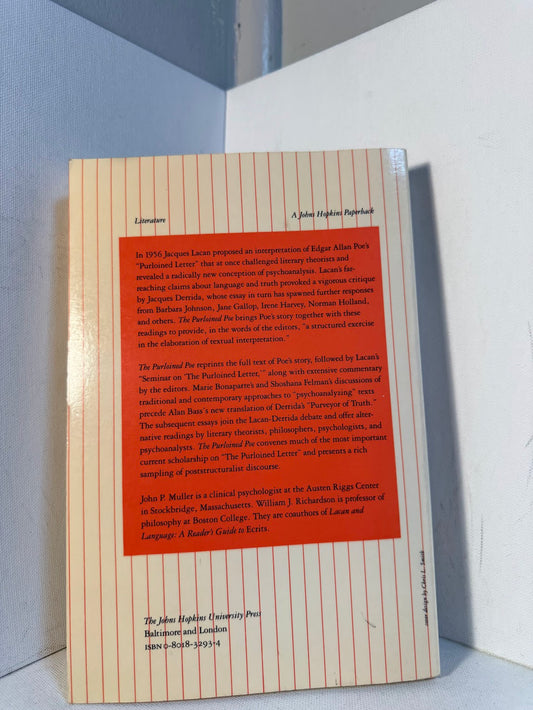 Literature
A Johns Hopkins Paperback
In 1956 Jacques Lacan proposed an interpretation of Edgar Allan Poe's
"Purloined Letter" that at once challenged literary theorists and
revealed a radically new conception of psychoanalysis. Lacan's far-
reaching claims about language and truth provoked a vigorous critique
by Jacques Derrida, whose essay in turn has spawned further responses
from Barbara Johnson, Jane Gallop, Irene Harvey, Norman Holland,
and others. The Purloined Poe brings Poe's story together with these
readings to provide, in the words of the editors, "a structured exercise
in the elaboration of textual interpretation."
The Purloined Poe reprints the full text of Poe's story, followed by Lacan's
"Seminar on 'The Purloined Letter,'" along with extensive commentary
by the editors. Marie Bonaparte's and Shoshana Felman's discussions of
traditional and contemporary approaches to "psychoanalyzing" texts
precede Alan Bass's new translation of Derrida's "Purveyor of Truth."
The subsequent essays join the Lacan-Derrida debate and offer alter-
native readings by literary theorists, philosophers, psychologists, and
psychoanalysts. The Purloined Poe convenes much of the most important
current scholarship on "The Purloined Letter" and presents a rich
sampling of poststructuralist discourse.
John P. Muller is a clinical psychologist at the Austen Riggs Center
in Stockbridge, Massachusetts. William J. Richardson is professor of
philosophy at Boston College. They are coauthors of Lacan and
Language: A Reader's Guide to Ecrits.
The Johns Hopkins University Press
Baltimore and London
ISBN 0-8018-3293-4
cover design by Chris L. Smith